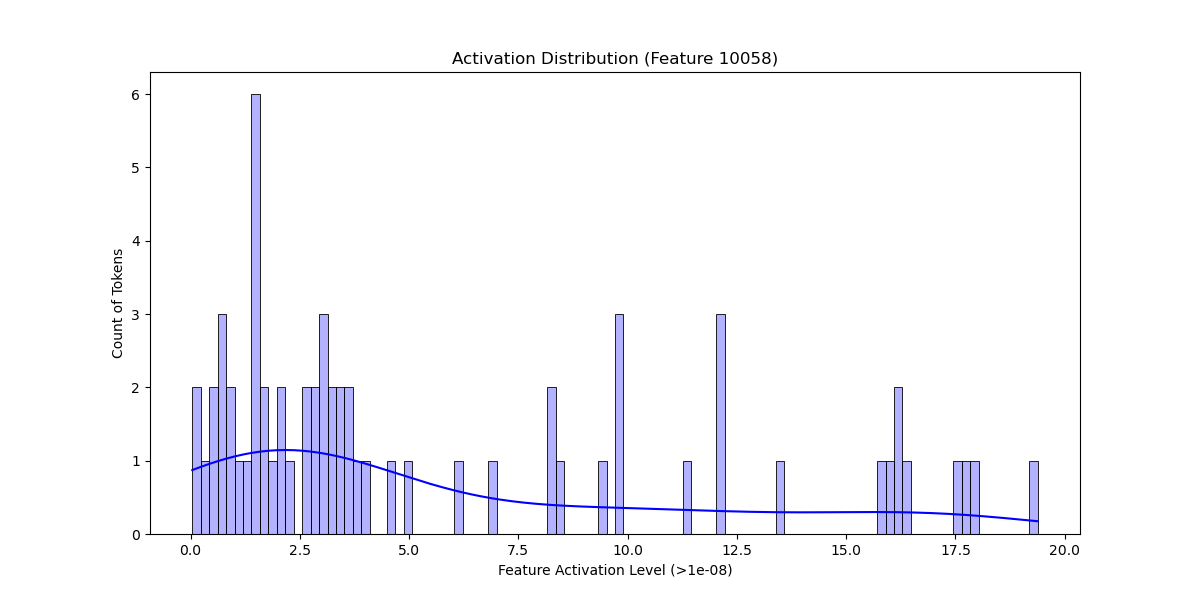 Activation Distribution (Feature 10058)
6
5
4
3
2
1
0
Count of Tokens
0.0 2.5 5.0 7.5 10.0 12.5 15.0 17.5 20.0
Feature Activation Level (>1e-08)